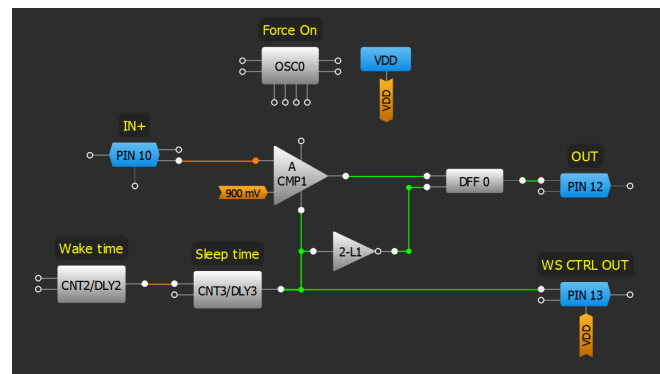 Force On
OSC0
VDD
VDD
IN+
PIN 10
A
CMP1
900 mV
DFF 0
OUT
PIN 12
2-L1
Wake time
CNT2/DLY2
Sleep time
CNT3/DLY3
WS CTRL OUT
PIN 13
VDD